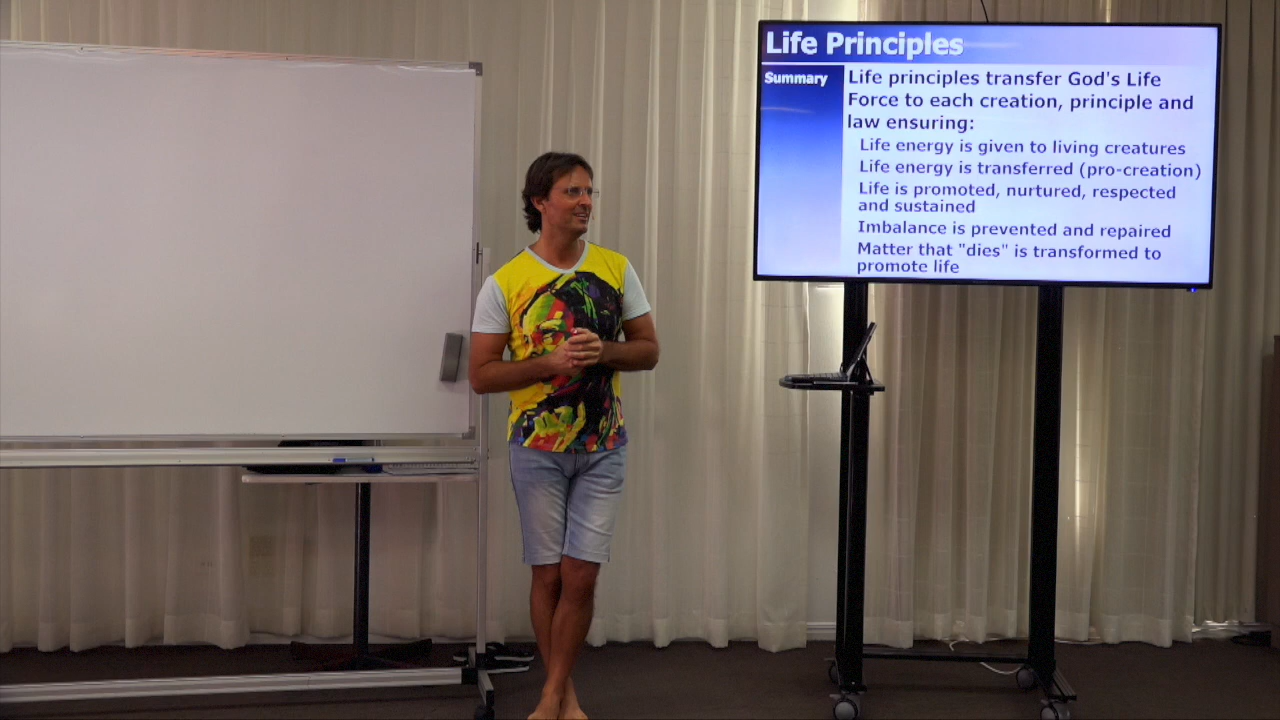 Life Principles
Summary
Life principles transfer God's Life
Force to each creation, principle and
law ensuring:
Life energy is given to living creatures
Life energy is transferred (pro-creation)
Life is promoted, nurtured, respected
and sustained
Imbalance is prevented and repaired
Matter that "dies" is transformed to
promote life